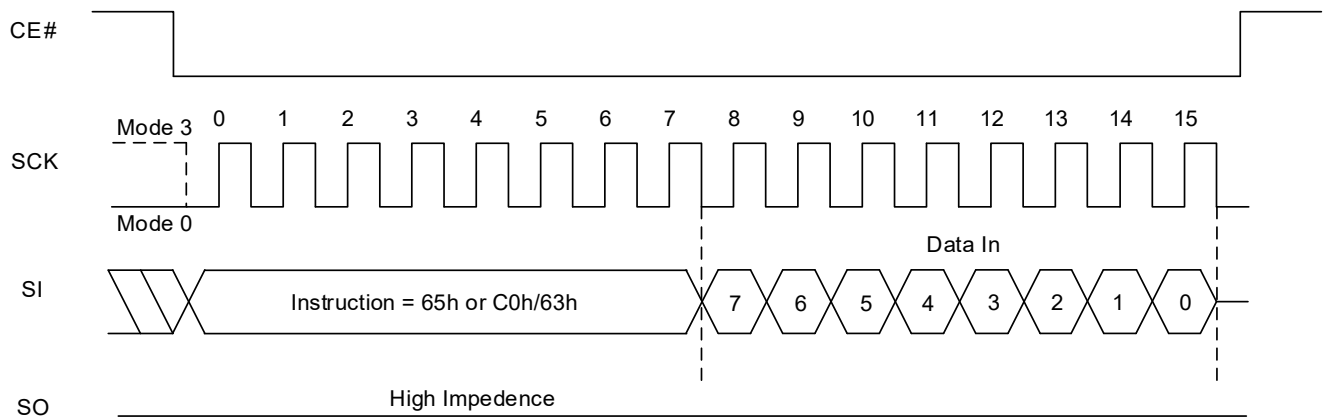 CE#
Mode 3
0 1 2 3 4 5 6 7 8 9 10 11 12 13 14 15
SCK
Mode 0
Data In
SI
Instruction = 65h or C0h/63h
7 6 5 4 3 2 1 0
High Impedence
SO